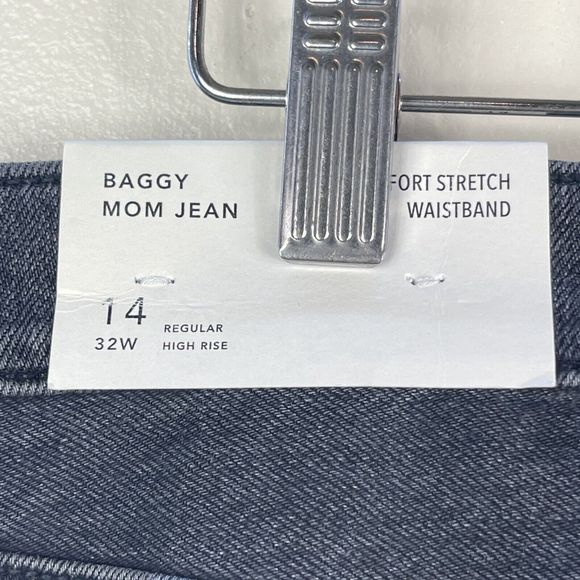 BAGGY
MOM JEAN
FORT STRETCH
WAISTBAND
14
32W
REGULAR
HIGH RISE